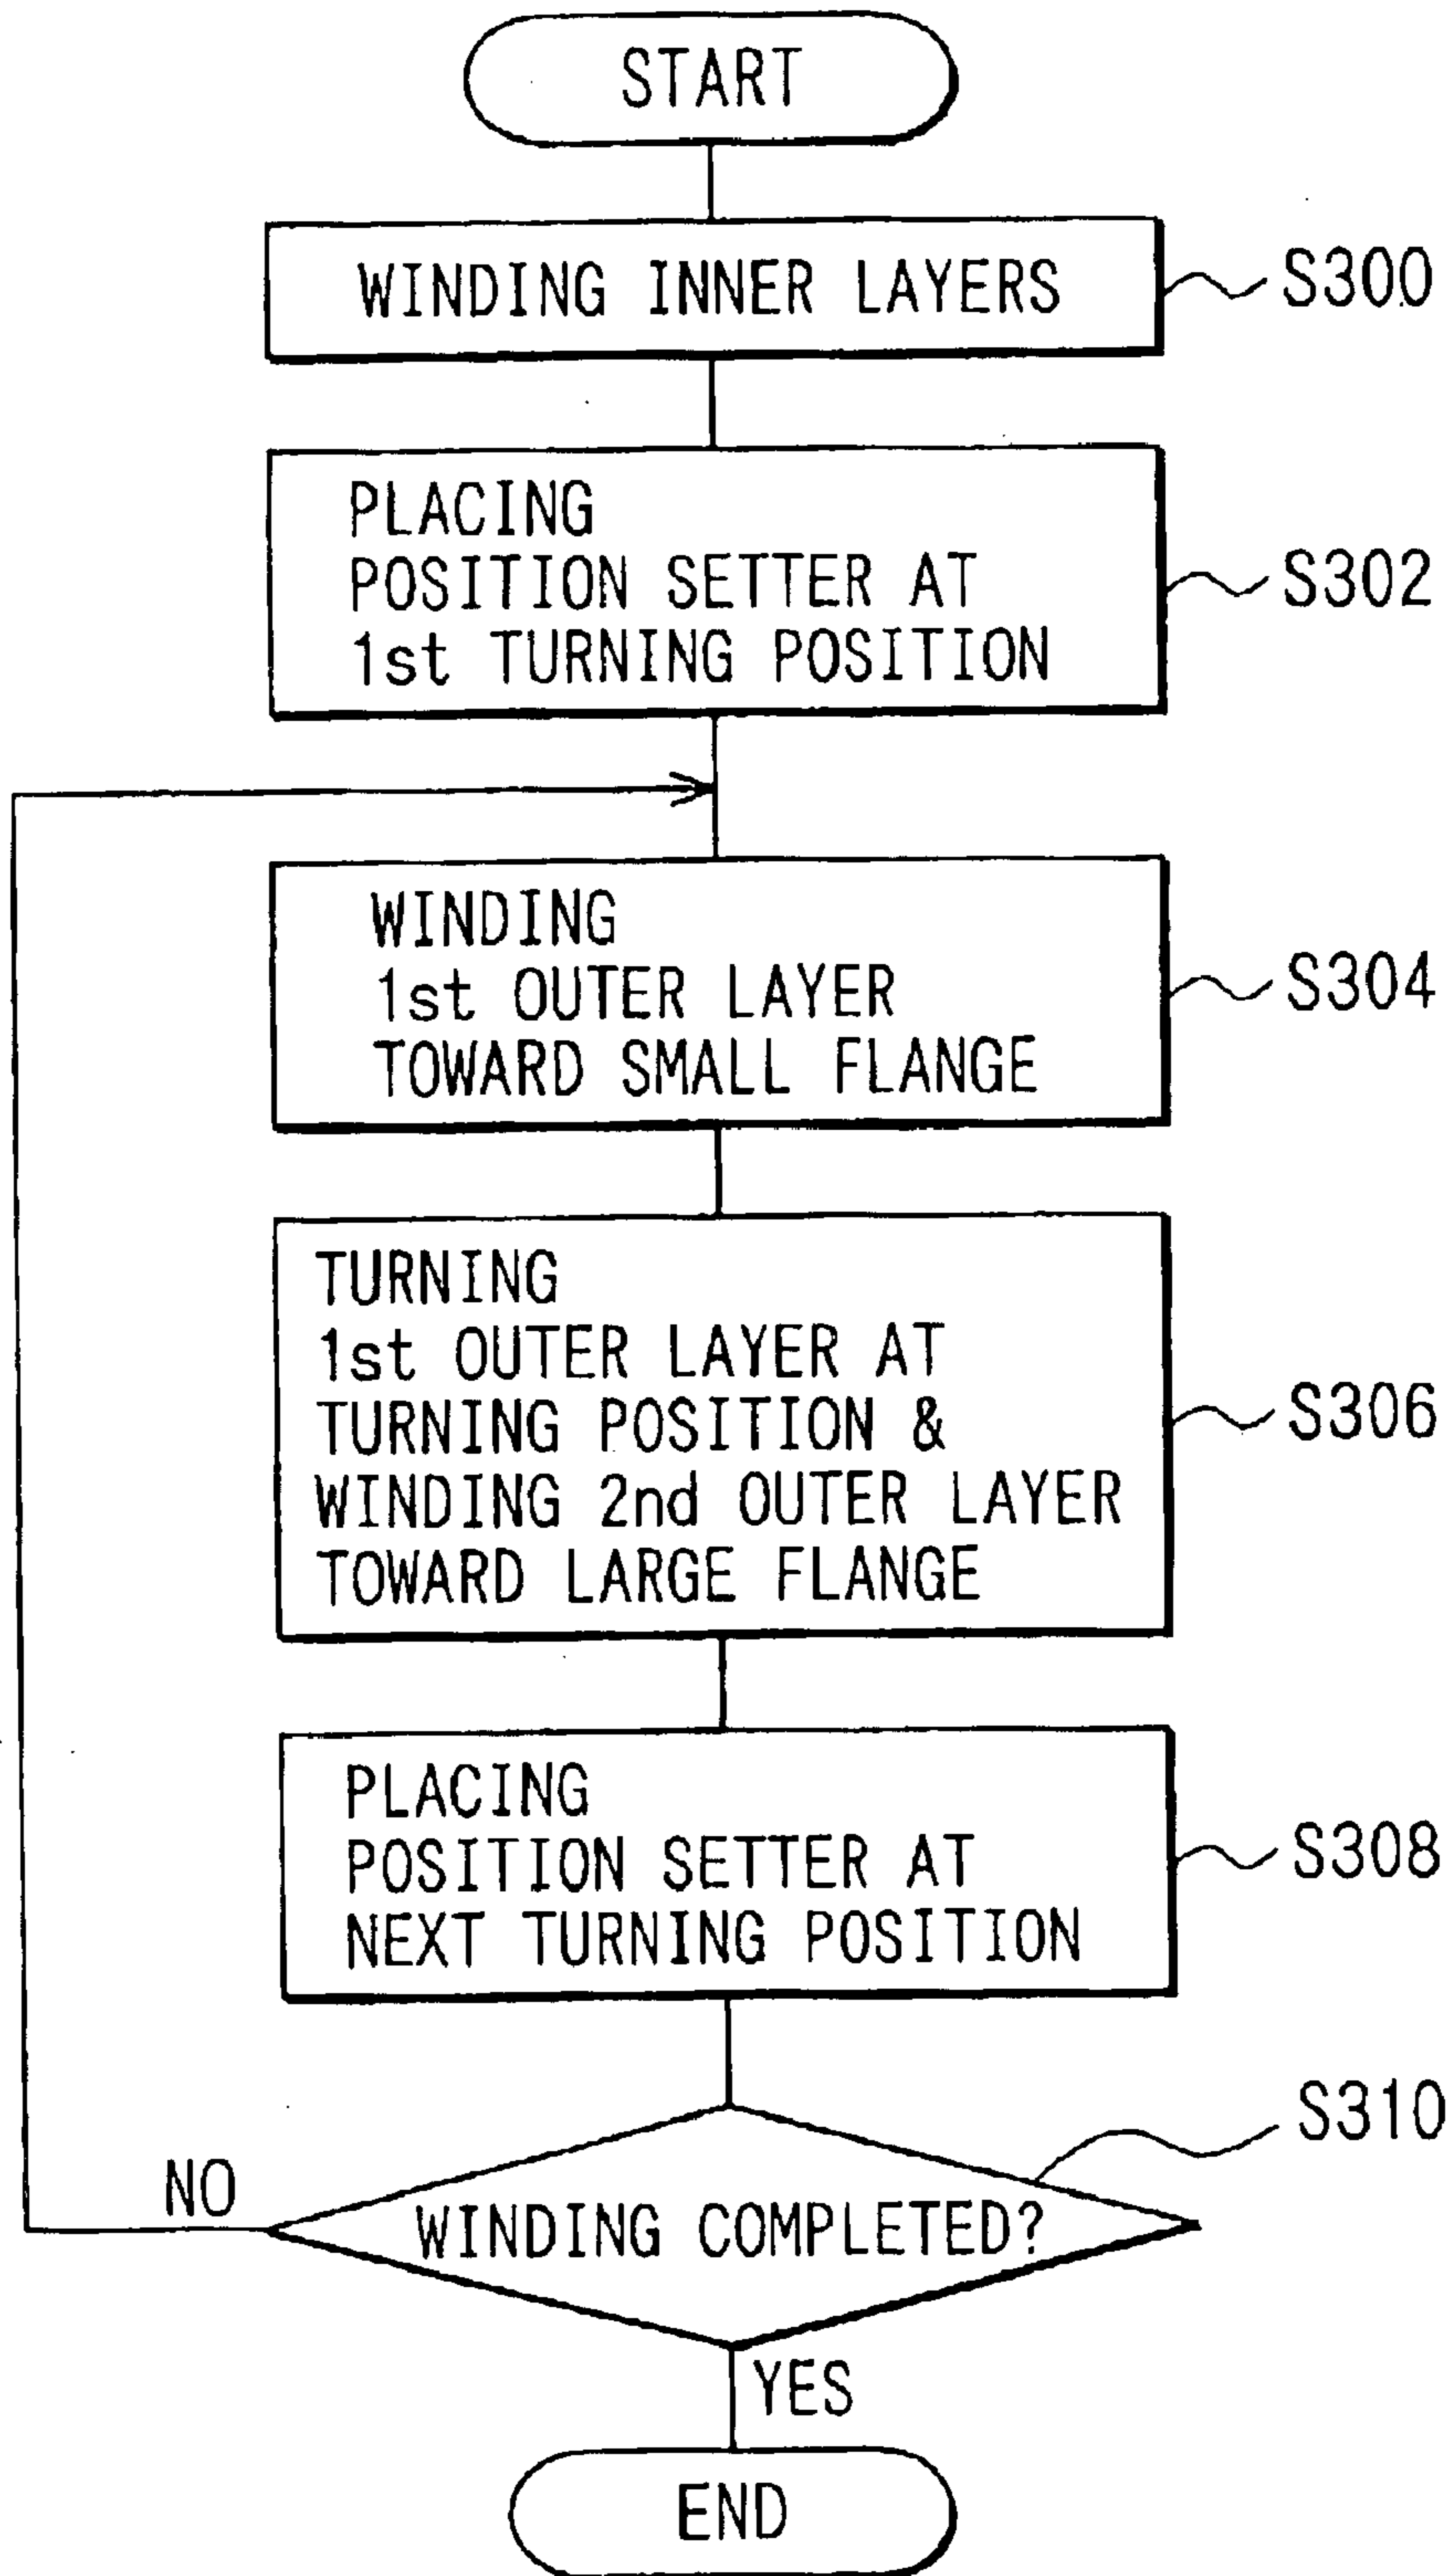 START
WINDING INNER LAYERS
S300
PLACING
POSITION SETTER AT
1st TURNING POSITION
S302
WINDING
1st OUTER LAYER
TOWARD SMALL FLANGE
S304
TURNING
1st OUTER LAYER AT
TURNING POSITION &
WINDING 2nd OUTER LAYER
TOWARD LARGE FLANGE
S306
PLACING
POSITION SETTER AT
NEXT TURNING POSITION
S308
S310
NO
WINDING COMPLETED?
YES
END